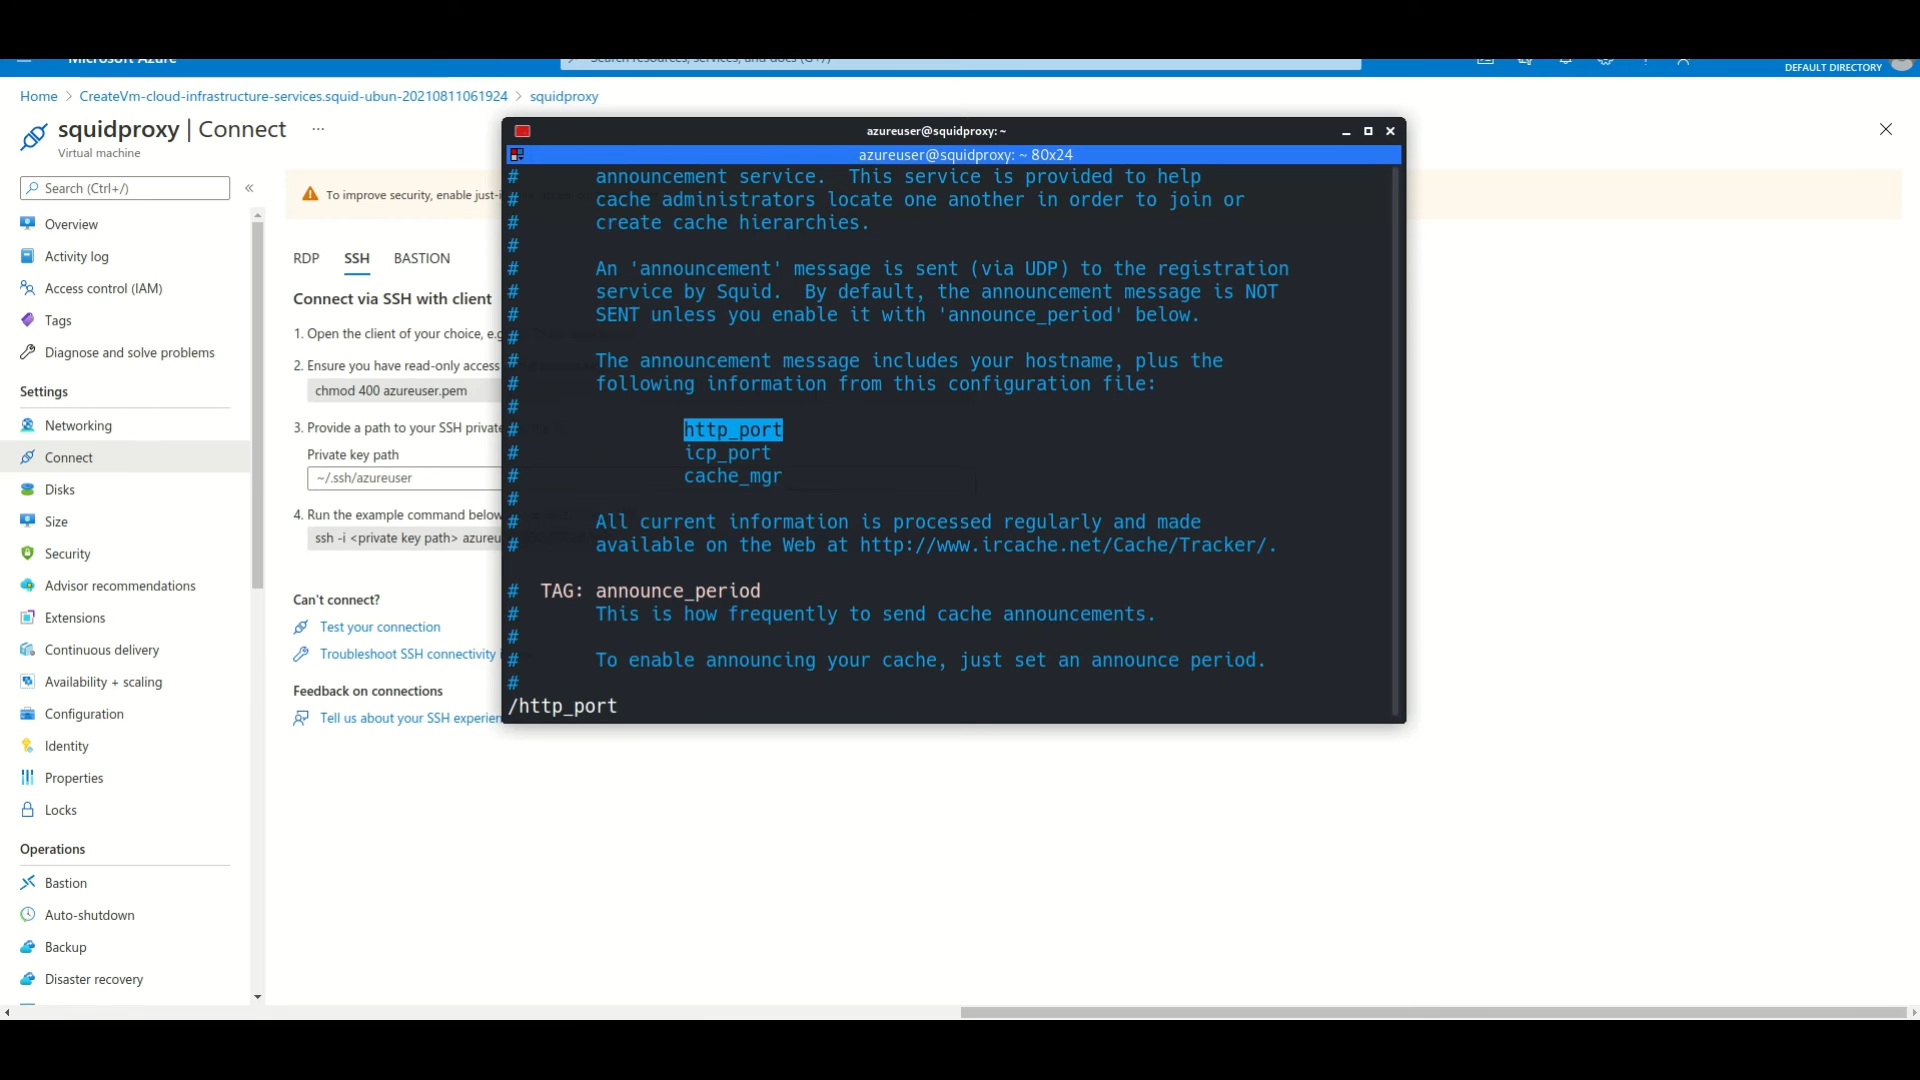 Microsoft Azure
Search resources, services, and docs (G+/)
DEFAULT DIRECTORY
Home > CreateVm-cloud-infrastructure-services.squid-ubun-20210811061924 > squidproxy
squidproxy | Connect ...
Virtual machine
Search (Ctrl+/) «
Overview
Activity log
Access control (IAM)
Tags
Diagnose and solve problems
Settings
Networking
Connect
Disks
Size
Security
Advisor recommendations
Extensions
Continuous delivery
Availability + scaling
Configuration
Identity
Properties
Locks
Operations
Bastion
Auto-shutdown
Backup
Disaster recovery
To improve security, enable just-i
RDP SSH BASTION
Connect via SSH with client
1. Open the client of your choice, e.g
2. Ensure you have read-only access
chmod 400 azureuser.pem
3. Provide a path to your SSH private
Private key path
~/.ssh/azureuser
4. Run the example command below
ssh -i <private key path> azureu
Can't connect?
Test your connection
Troubleshoot SSH connectivity i
Feedback on connections
Tell us about your SSH experien
azureuser@squidproxy: ~
azureuser@squidproxy: ~ 80x24
# announcement service. This service is provided to help
# cache administrators locate one another in order to join or
# create cache hierarchies.
#
# An 'announcement' message is sent (via UDP) to the registration
# service by Squid. By default, the announcement message is NOT
# SENT unless you enable it with 'announce_period' below.
#
# The announcement message includes your hostname, plus the
# following information from this configuration file:
#
# http_port
# icp_port
# cache_mgr
#
# All current information is processed regularly and made
# available on the Web at http://www.ircache.net/Cache/Tracker/.
# TAG: announce_period
# This is how frequently to send cache announcements.
#
# To enable announcing your cache, just set an announce period.
#
/http_port